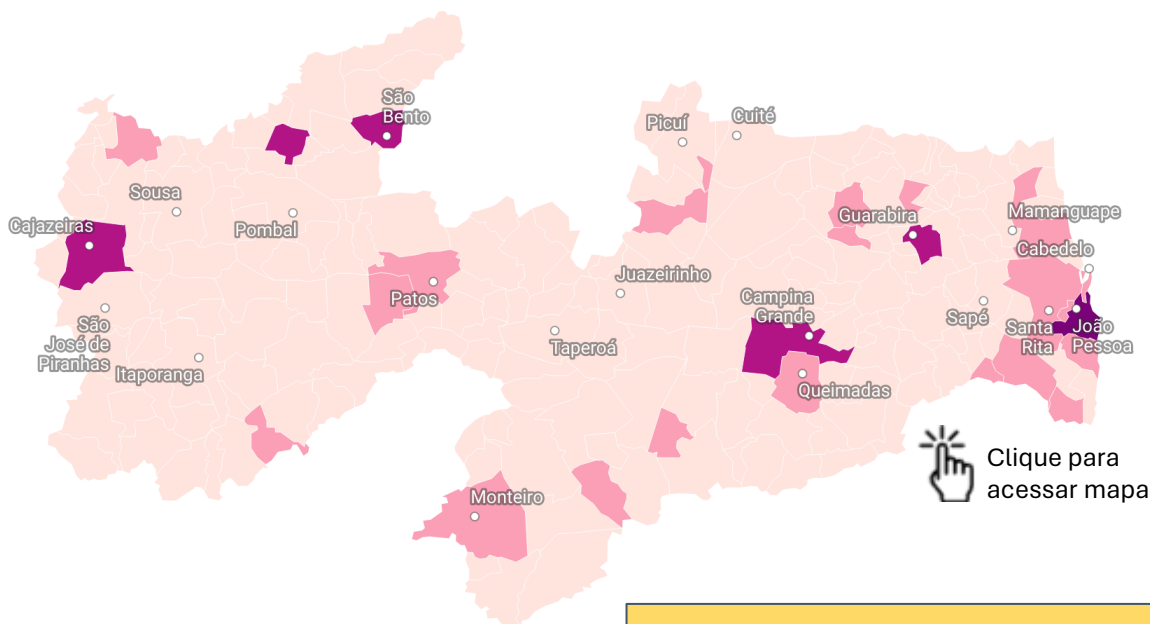 São
Bento
Picuí
Cuité
Sousa
Guarabira
Mamanguape
Cajazeiras
Pombal
Cabedelo
Juazeirinho
Patos
Campina
Grande
São
José de
Piranhas
Taperoá
Sapé
Santa
Rita
João
Pessoa
Itaporanga
Queimadas
Clique para
acessar mapa
Monteiro